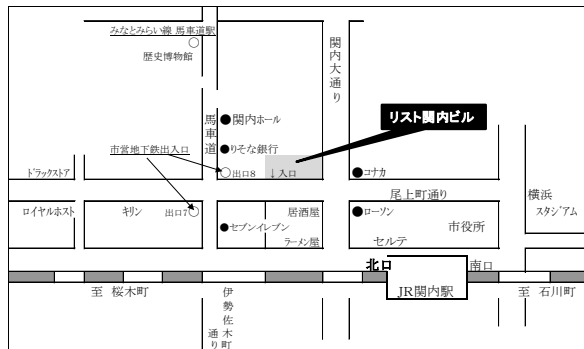 みなとみらい線 馬車道駅
歴史博物館
関内大通り
馬車道
●関内ホール
リスト関内ビル
市営地下鉄出入口
●りそな銀行
ドラックストア
○出口8
↓入口
●コナカ
尾上町通り
横浜
スタジアム
ロイヤルホスト
キリン
出口7○
居酒屋
●ローソン
市役所
●セブンイレブン
ラーメン屋
セルテ
北口
南口
至 桜木町
伊勢佐木町通り
JR関内駅
至 石川町